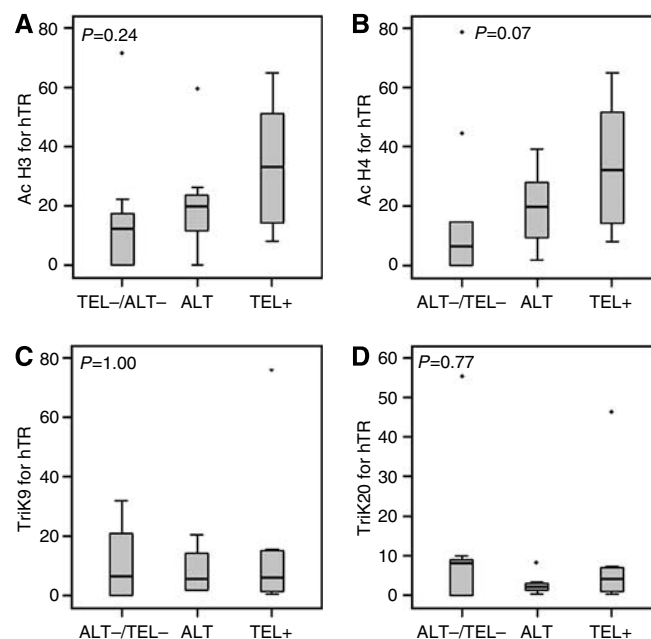 A
P=0.24
Ac H3 for hTR
80
60
40
20
0
TEL–/ALT– ALT TEL+
B
P=0.07
Ac H4 for hTR
80
60
40
20
0
ALT–/TEL– ALT TEL+
C
P=1.00
TriK9 for hTR
80
60
40
20
0
ALT–/TEL– ALT TEL+
D
P=0.77
TriK20 for hTR
60
50
40
30
20
10
0
ALT–/TEL– ALT TEL+